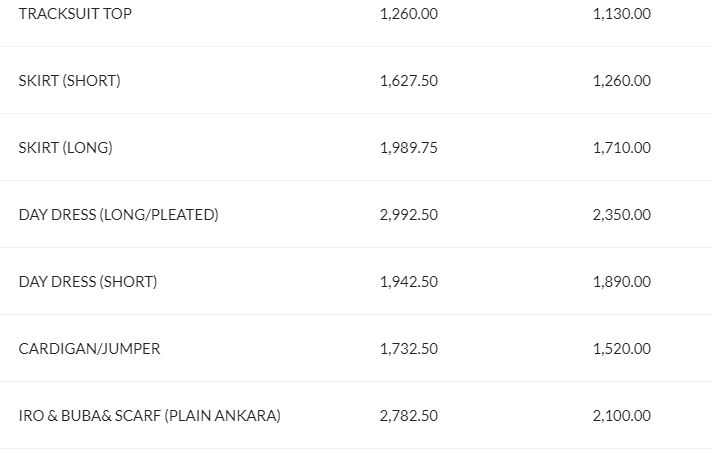 TRACKSUIT TOP 1,260.00 1,130.00
SKIRT (SHORT) 1,627.50 1,260.00
SKIRT (LONG) 1,989.75 1,710.00
DAY DRESS (LONG/PLEATED) 2,992.50 2,350.00
DAY DRESS (SHORT) 1,942.50 1,890.00
CARDIGAN/JUMPER 1,732.50 1,520.00
IRO & BUBA& SCARF (PLAIN ANKARA) 2,782.50 2,100.00